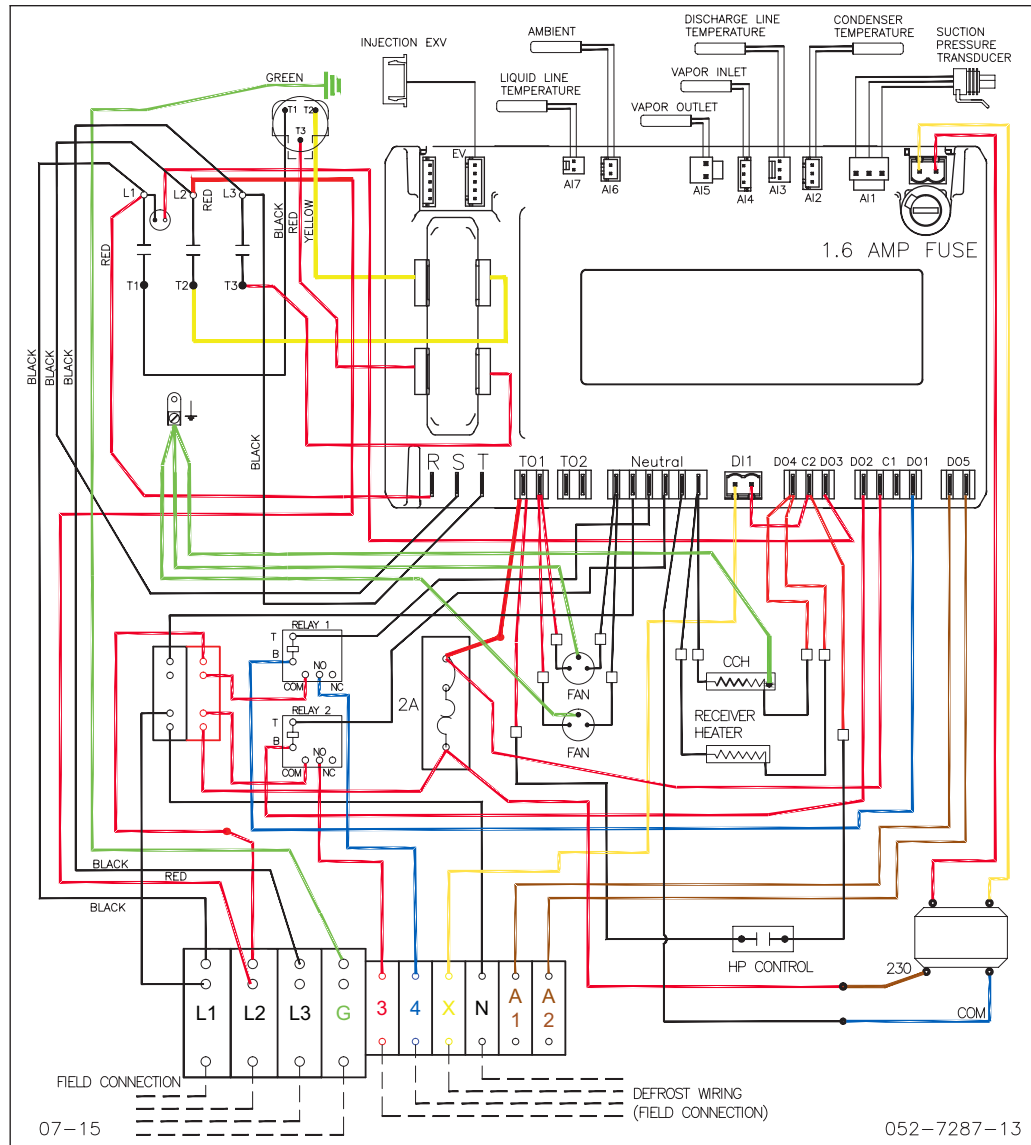 INJECTION EXV
AMBIENT
LIQUID LINE
TEMPERATURE
DISCHARGE LINE
TEMPERATURE
VAPOR INLET
VAPOR OUTLET
CONDENSER
TEMPERATURE
SUCTION
PRESSURE
TRANSDUCER
GREEN
T1 T2
T3
EV
AI7
AI6
AI5
AI4
AI3
AI2
AI1
L1
L2
L3
RED
RED
BLACK
RED
YELLOW
1.6 AMP FUSE
T1
T2
T3
BLACK
BLACK
BLACK
BLACK
R S T
TO1
TO2
Neutral
DI1
DO4 C2 DO3
DO2 C1 DO1
DO5
RELAY 1
T
B
NO
COM
NC
RELAY 2
T
B
NO
COM
NC
2A
FAN
FAN
CCH
RECEIVER
HEATER
BLACK
RED
BLACK
HP CONTROL
230
COM
L1
L2
L3
G
3
4
X
N
A
1
A
2
FIELD CONNECTION
DEFROST WIRING
(FIELD CONNECTION)
07-15
052-7287-13